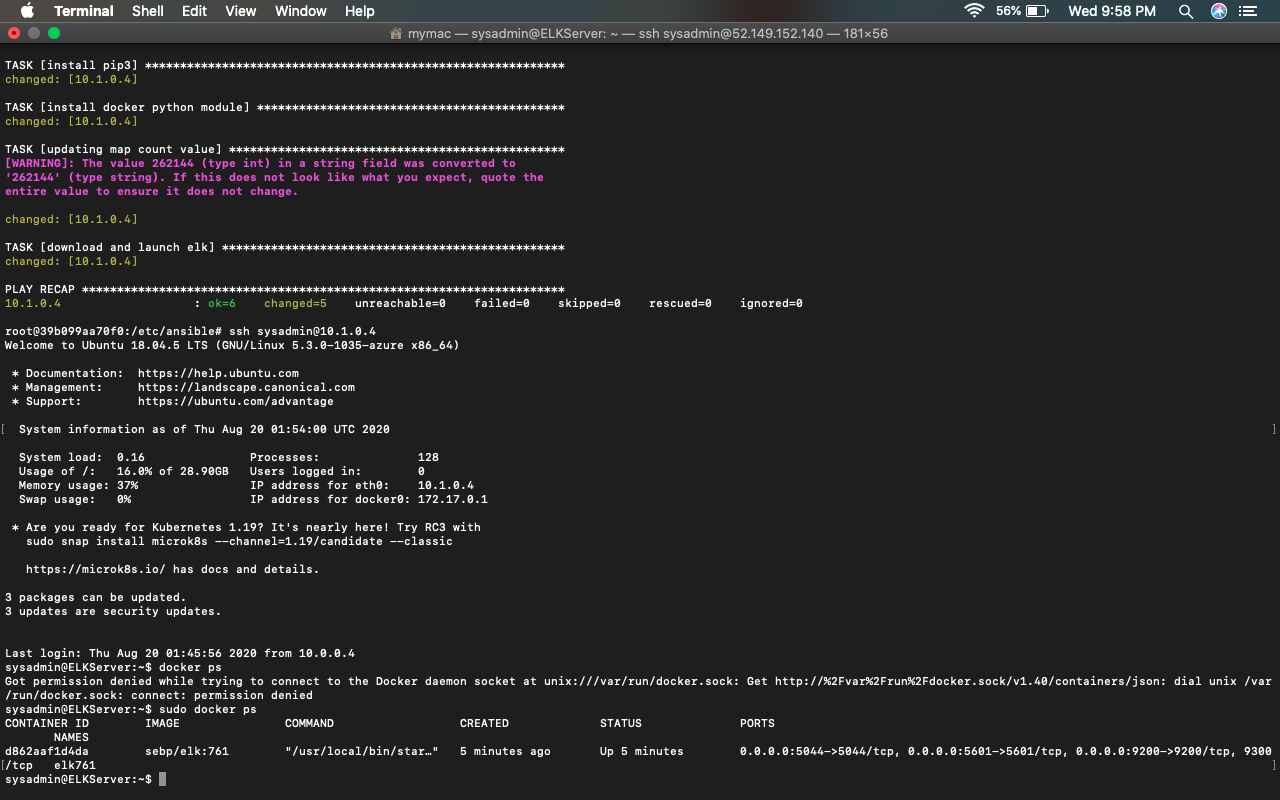 Terminal Shell Edit View Window Help 56% Wed 9:58 PM
mymac — sysadmin@ELKServer: ~ — ssh sysadmin@52.149.152.140 — 181×56
TASK [install pip3] ************************************************************
changed: [10.1.0.4]
TASK [install docker python module] ********************************************
changed: [10.1.0.4]
TASK [updating map count value] ************************************************
[WARNING]: The value 262144 (type int) in a string field was converted to
'262144' (type string). If this does not look like what you expect, quote the
entire value to ensure it does not change.
changed: [10.1.0.4]
TASK [download and launch elk] *************************************************
changed: [10.1.0.4]
PLAY RECAP *********************************************************************
10.1.0.4                   : ok=6    changed=5    unreachable=0    failed=0    skipped=0    rescued=0    ignored=0
root@39b099aa70f0:/etc/ansible# ssh sysadmin@10.1.0.4
Welcome to Ubuntu 18.04.5 LTS (GNU/Linux 5.3.0-1035-azure x86_64)
* Documentation:  https://help.ubuntu.com
* Management:     https://landscape.canonical.com
* Support:        https://ubuntu.com/advantage
[ System information as of Thu Aug 20 01:54:00 UTC 2020 ]
System load:  0.16               Processes:              128
Usage of /:   16.0% of 28.90GB   Users logged in:        0
Memory usage: 37%                IP address for eth0:    10.1.0.4
Swap usage:   0%                 IP address for docker0: 172.17.0.1
* Are you ready for Kubernetes 1.19? It's nearly here! Try RC3 with
sudo snap install microk8s --channel=1.19/candidate --classic
https://microk8s.io/ has docs and details.
3 packages can be updated.
3 updates are security updates.
Last login: Thu Aug 20 01:45:56 2020 from 10.0.0.4
sysadmin@ELKServer:~$ docker ps
Got permission denied while trying to connect to the Docker daemon socket at unix:///var/run/docker.sock: Get http://%2Fvar%2Frun%2Fdocker.sock/v1.40/containers/json: dial unix /var
/run/docker.sock: connect: permission denied
sysadmin@ELKServer:~$ sudo docker ps
CONTAINER ID        IMAGE               COMMAND                  CREATED             STATUS              PORTS
NAMES
d862aaf1d4da        sebp/elk:761        "/usr/local/bin/star…"   5 minutes ago       Up 5 minutes        0.0.0.0:5044->5044/tcp, 0.0.0.0:5601->5601/tcp, 0.0.0.0:9200->9200/tcp, 9300
[/tcp   elk761 ]
sysadmin@ELKServer:~$